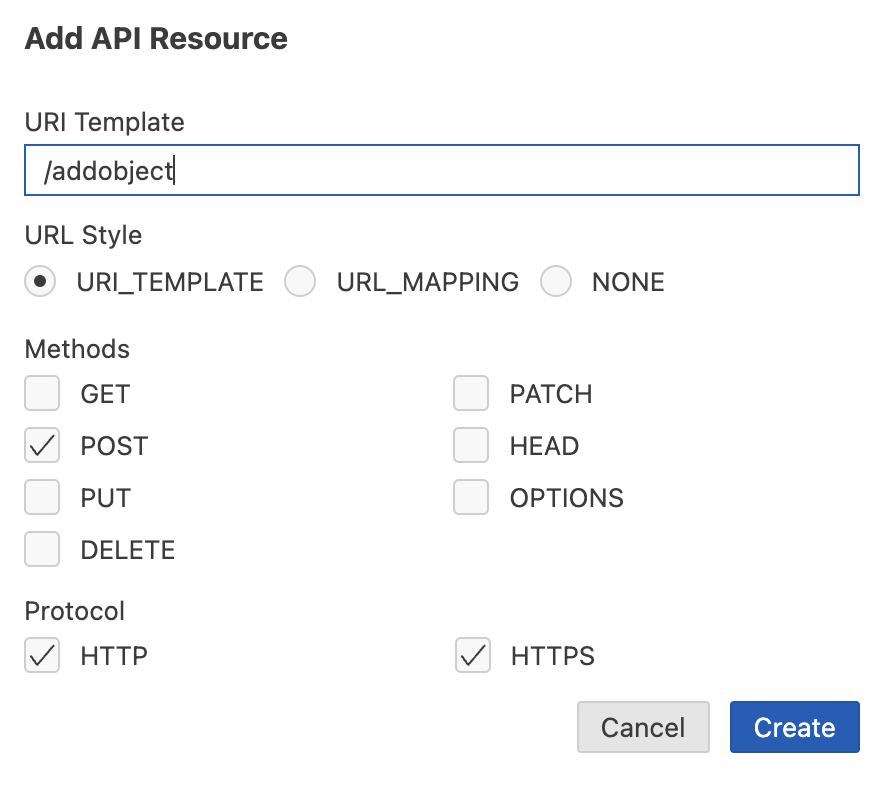 Add API Resource
URI Template
/addobject
URL Style
URI_TEMPLATE URL_MAPPING NONE
Methods
GET PATCH
POST HEAD
PUT OPTIONS
DELETE
Protocol
HTTP HTTPS
Cancel Create